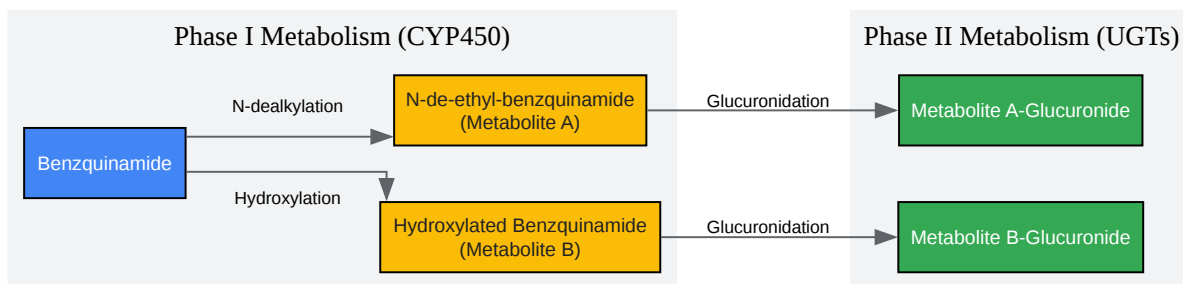 Phase I Metabolism (CYP450)
Phase II Metabolism (UGTs)
Benzquinamide
N-dealkylation
N-de-ethyl-benzquinamide
(Metabolite A)
Glucuronidation
Metabolite A-Glucuronide
Hydroxylation
Hydroxylated Benzquinamide
(Metabolite B)
Glucuronidation
Metabolite B-Glucuronide